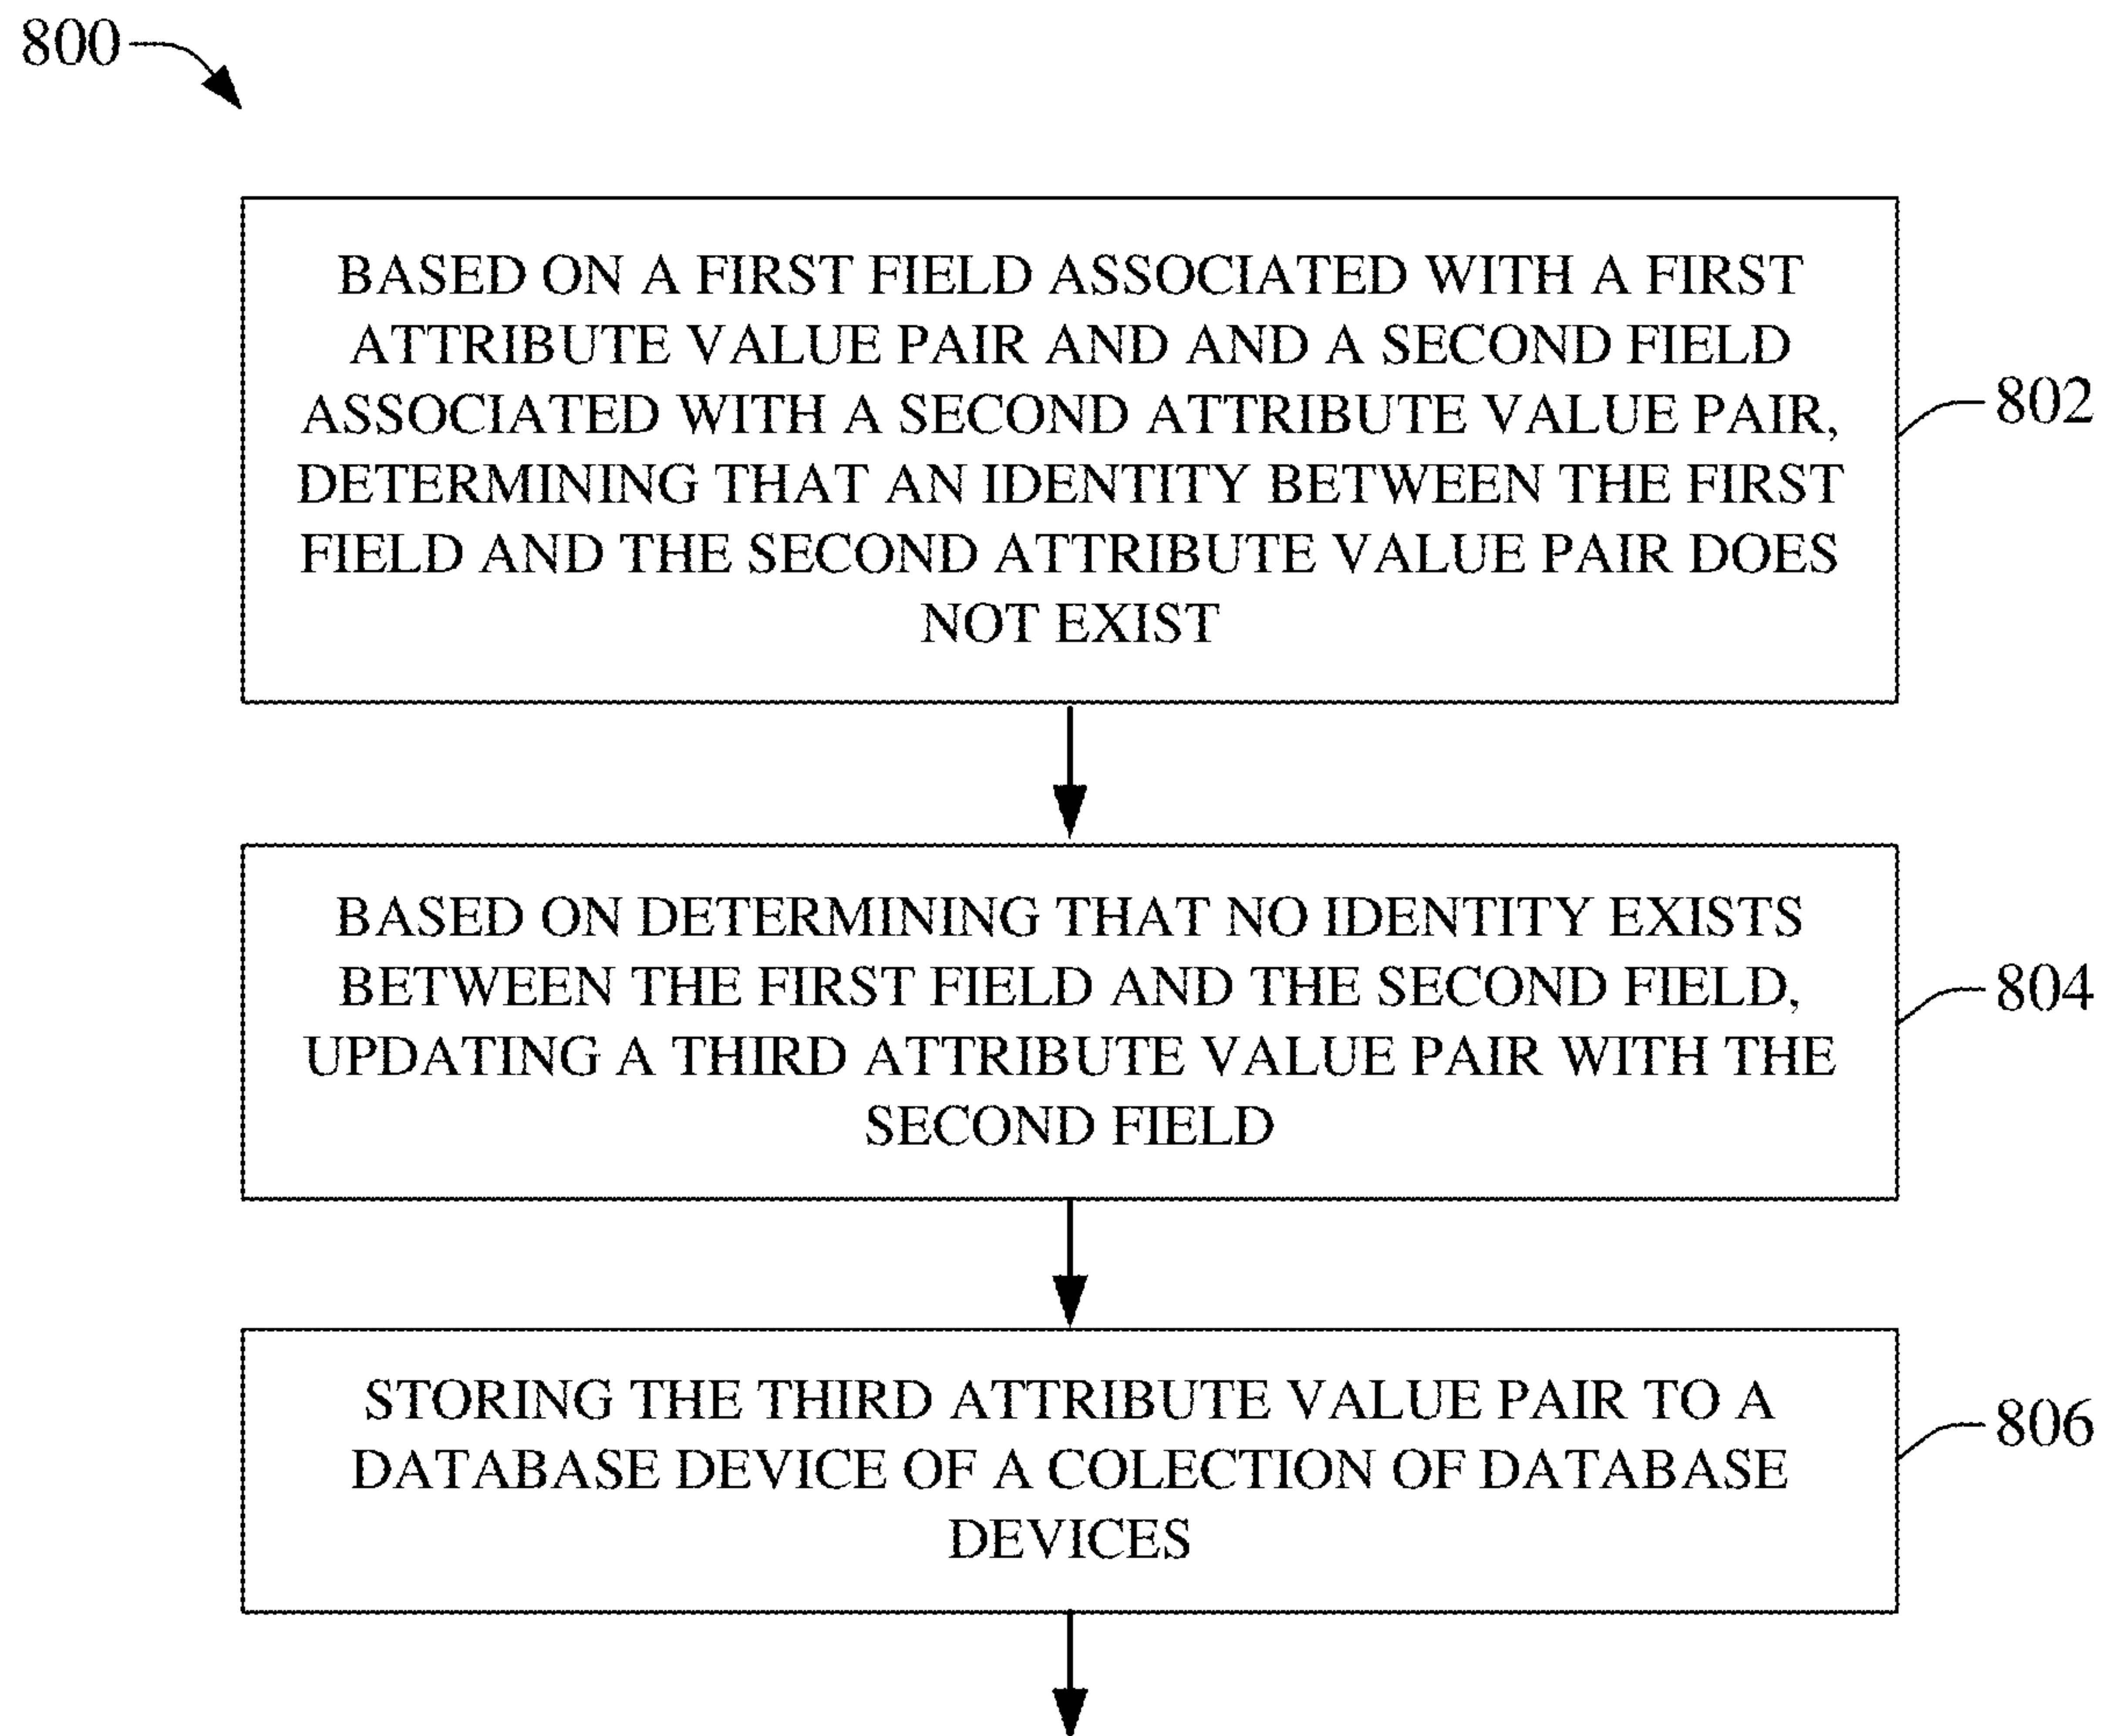 800
BASED ON A FIRST FIELD ASSOCIATED WITH A FIRST
ATTRIBUTE VALUE PAIR AND AND A SECOND FIELD
ASSOCIATED WITH A SECOND ATTRIBUTE VALUE PAIR,
DETERMINING THAT AN IDENTITY BETWEEN THE FIRST
FIELD AND THE SECOND ATTRIBUTE VALUE PAIR DOES
NOT EXIST
802
BASED ON DETERMINING THAT NO IDENTITY EXISTS
BETWEEN THE FIRST FIELD AND THE SECOND FIELD,
UPDATING A THIRD ATTRIBUTE VALUE PAIR WITH THE
SECOND FIELD
804
STORING THE THIRD ATTRIBUTE VALUE PAIR TO A
DATABASE DEVICE OF A COLECTION OF DATABASE
DEVICES
806